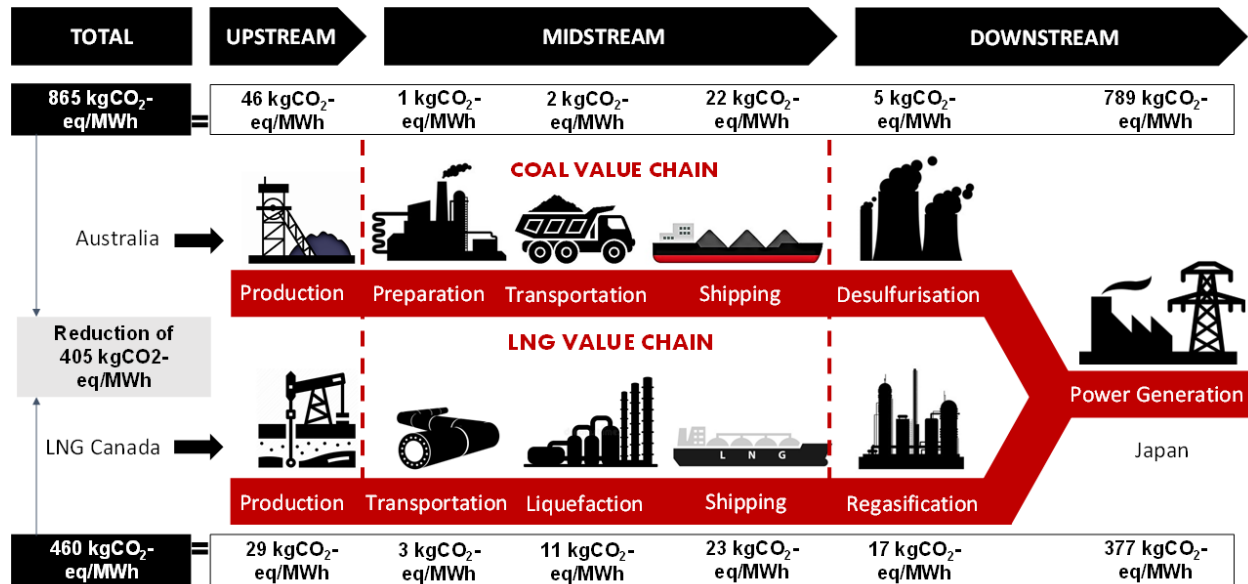 TOTAL
UPSTREAM
MIDSTREAM
DOWNSTREAM
865 kgCO₂-
eq/MWh
=
46 kgCO₂-
eq/MWh
1 kgCO₂-
eq/MWh
2 kgCO₂-
eq/MWh
22 kgCO₂-
eq/MWh
5 kgCO₂-
eq/MWh
789 kgCO₂-
eq/MWh
COAL VALUE CHAIN
Australia
Production
Preparation
Transportation
Shipping
Desulfurisation
Reduction of
405 kgCO2-
eq/MWh
LNG VALUE CHAIN
Power Generation
Japan
LNG Canada
L N G
Production
Transportation
Liquefaction
Shipping
Regasification
460 kgCO₂-
eq/MWh
=
29 kgCO₂-
eq/MWh
3 kgCO₂-
eq/MWh
11 kgCO₂-
eq/MWh
23 kgCO₂-
eq/MWh
17 kgCO₂-
eq/MWh
377 kgCO₂-
eq/MWh